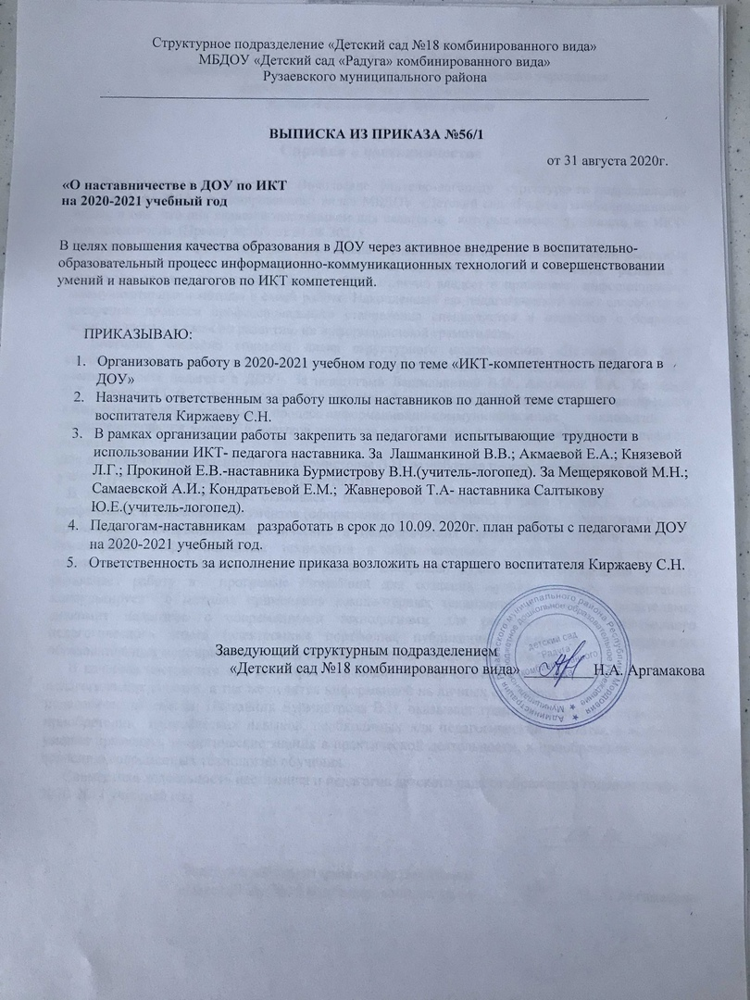 Структурное подразделение «Детский сад №18 комбинированного вида»
МБДОУ «Детский сад «Радуга» комбинированного вида»
Рузаевского муниципального района
ВЫПИСКА ИЗ ПРИКАЗА №56/1
от 31 августа 2020г.
«О наставничестве в ДОУ по ИКТ
на 2020-2021 учебный год
В целях повышения качества образования в ДОУ через активное внедрение в воспитательно-
образовательный процесс информационно-коммуникационных технологий и совершенствовании
умений и навыков педагогов по ИКТ компетенций.
ПРИКАЗЫВАЮ:
1. Организовать работу в 2020-2021 учебном году по теме «ИКТ-компетентность педагога в
ДОУ»
2. Назначить ответственным за работу школы наставников по данной теме старшего
воспитателя Киржаеву С.Н.
3. В рамках организации работы закрепить за педагогами испытывающие трудности в
использовании ИКТ- педагога наставника. За Лашманкиной В.В.; Акмаевой Е.А.; Князевой
Л.Г.; Прокиной Е.В.-наставника Бурмистрову В.Н.(учитель-логопед). За Мещеряковой М.Н.;
Самаевской А.И.; Кондратьевой Е.М.; Жавнеровой Т.А- наставника Салтыкову
Ю.Е.(учитель-логопед).
4. Педагогам-наставникам разработать в срок до 10.09. 2020г. план работы с педагогами ДОУ
на 2020-2021 учебный год.
5. Ответственность за исполнение приказа возложить на старшего воспитателя Киржаеву С.Н.
Заведующий структурным подразделением
«Детский сад №18 комбинированного вида» Н.А. Аргамакова
детский сад
"Радуга